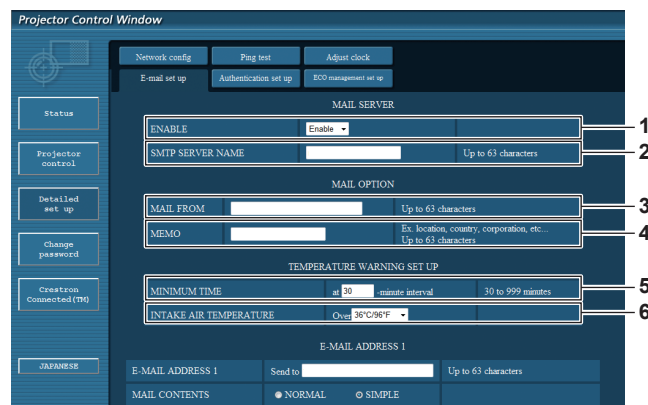 Projector Control Window
Network config Ping test Adjust clock
E-mail set up Authentication set up ECO management set up
Status
Projector control
Detailed set up
Change password
Crestron Connected(TM)
JAPANESE
MAIL SERVER
ENABLE Enable 1
SMTP SERVER NAME Up to 63 characters 2
MAIL OPTION
MAIL FROM Up to 63 characters 3
MEMO Ex. location, country, corporation, etc... 4
Up to 63 characters
TEMPERATURE WARNING SET UP
MINIMUM TIME at 30 -minute interval 30 to 999 minutes 5
INTAKE AIR TEMPERATURE Over 36°C/96°F 6
E-MAIL ADDRESS 1
E-MAIL ADDRESS 1 Send to Up to 63 characters
MAIL CONTENTS NORMAL SIMPLE